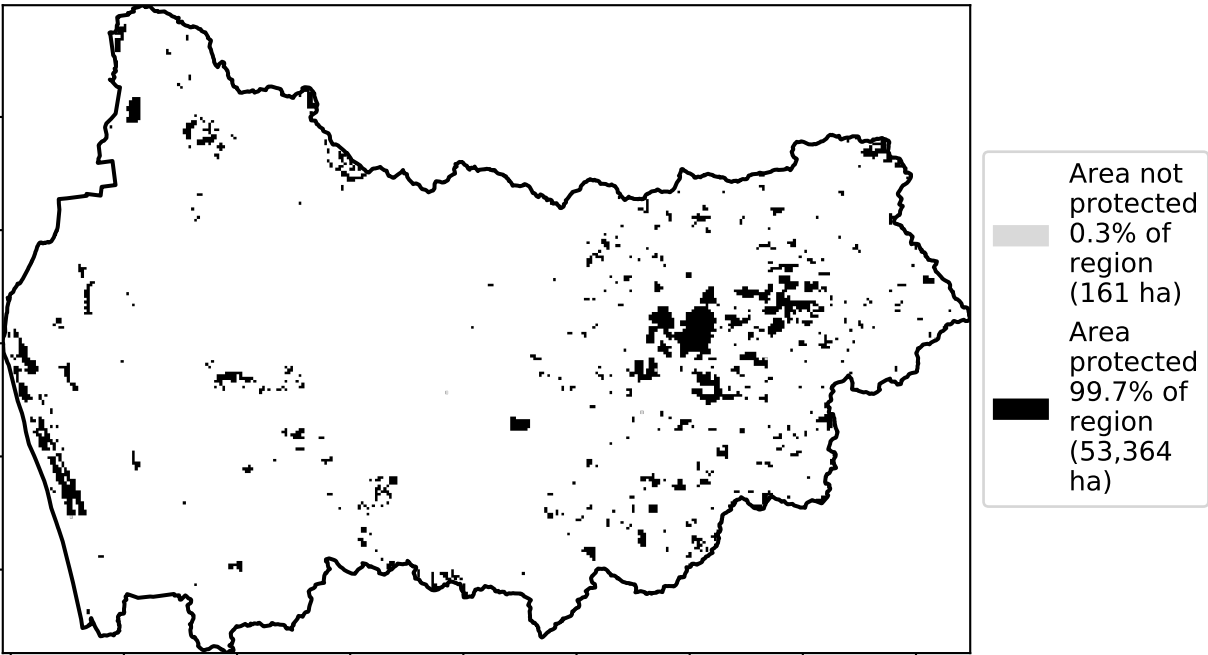 Area not
protected
0.3% of
region
(161 ha)
Area
protected
99.7% of
region
(53,364
ha)